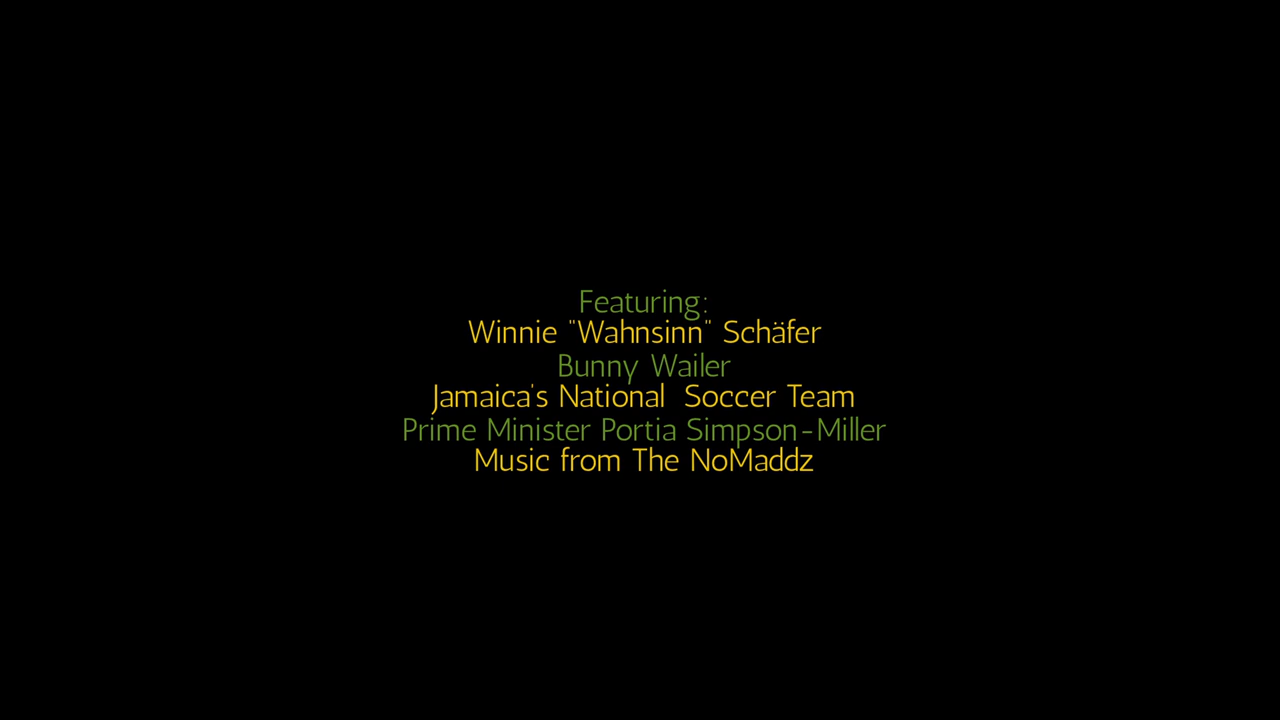 Featuring:
Winnie "Wahnsinn" Schäfer
Bunny Wailer
Jamaica's National  Soccer Team
Prime Minister Portia Simpson-Miller
Music from The NoMaddz